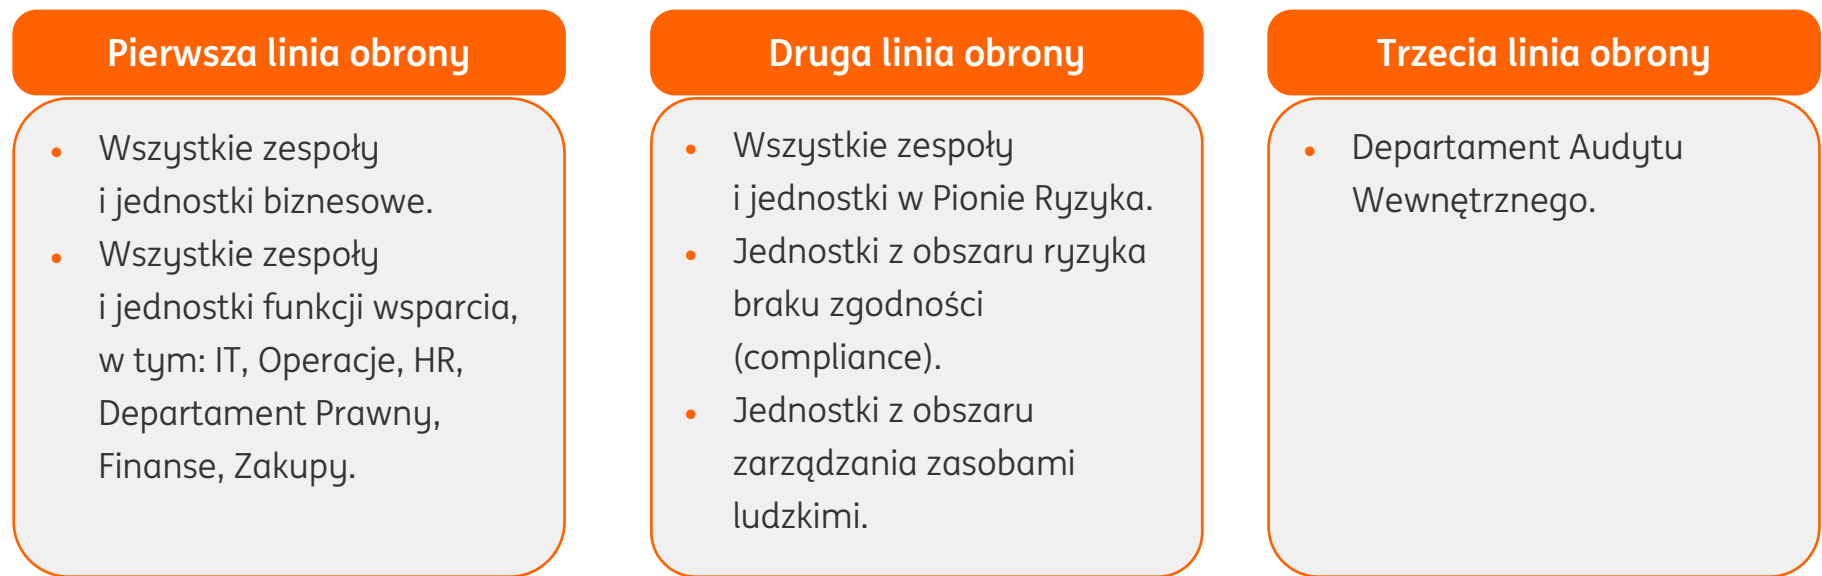 Pierwsza linia obrony
• Wszystkie zespoły
i jednostki biznesowe.
• Wszystkie zespoły
i jednostki funkcji wsparcia,
w tym: IT, Operacje, HR,
Departament Prawny,
Finanse, Zakupy.
Druga linia obrony
• Wszystkie zespoły
i jednostki w Pionie Ryzyka.
• Jednostki z obszaru ryzyka
braku zgodności
(compliance).
• Jednostki z obszaru
zarządzania zasobami
ludzkimi.
Trzecia linia obrony
• Departament Audytu
Wewnętrznego.